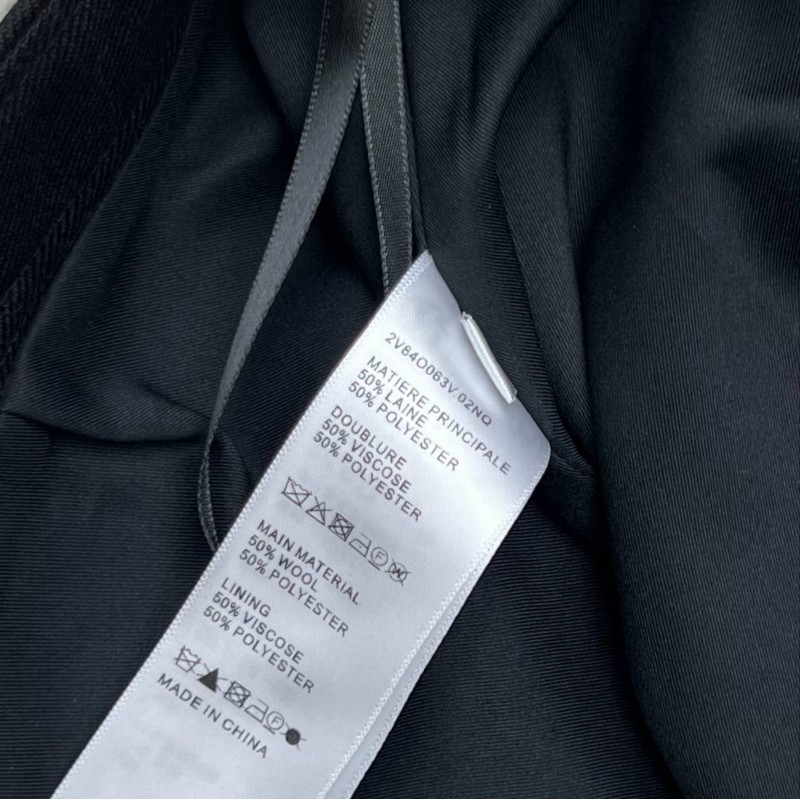 2V84O063V.02NQ
MATIERE PRINCIPALE
50% LAINE
50% POLYESTER
DOUBLURE
50% VISCOSE
50% POLYESTER
F W
MAIN MATERIAL
50% WOOL
50% POLYESTER
LINING
50% VISCOSE
50% POLYESTER
F
MADE IN CHINA